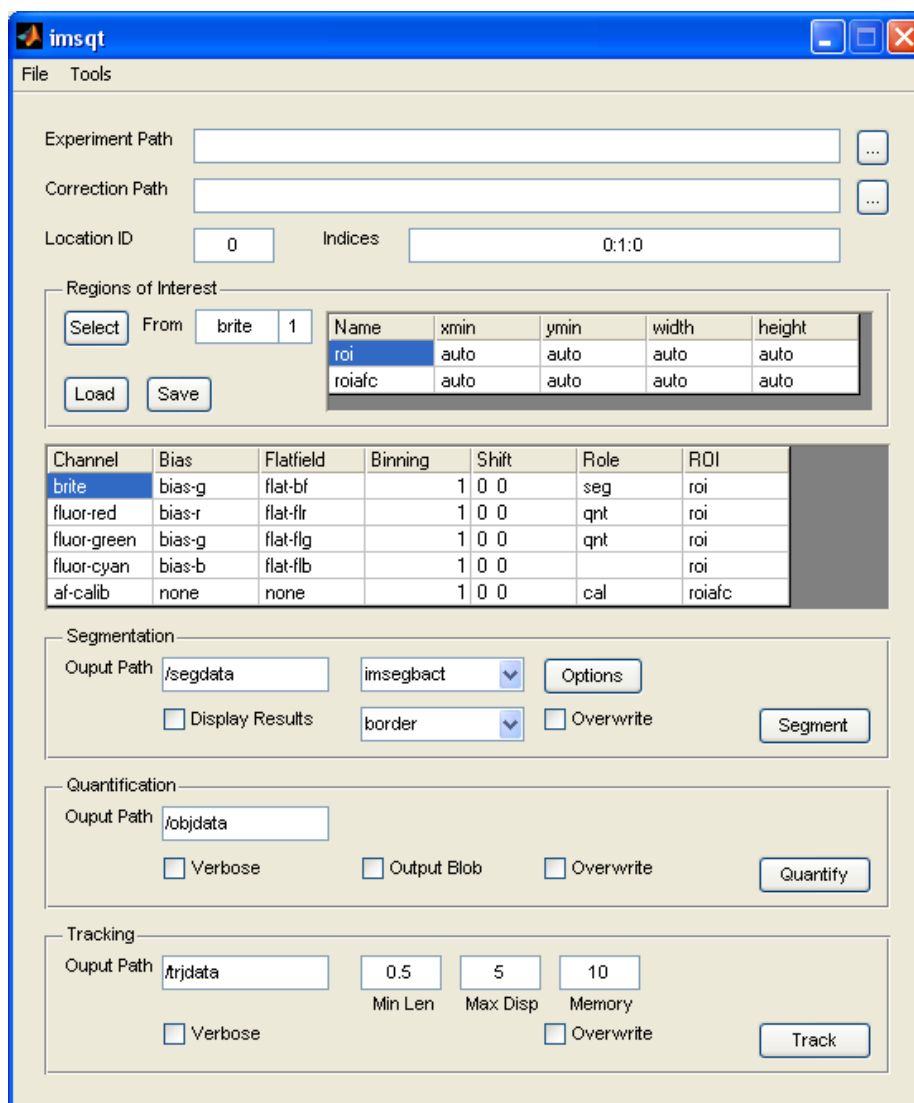 imsqt
File Tools
Experiment Path ...
Correction Path ...
Location ID 0 Indices 0:1:0
Regions of Interest
Select From brite 1
Load Save
Name xmin ymin width height
roi auto auto auto auto
roiafc auto auto auto auto
Channel Bias Flatfield Binning Shift Role ROI
brite bias-g flat-bf 1 0 0 seg roi
fluor-red bias-r flat-flr 1 0 0 qnt roi
fluor-green bias-g flat-flg 1 0 0 qnt roi
fluor-cyan bias-b flat-flb 1 0 0 roi
af-calib none none 1 0 0 cal roiafc
Segmentation
Ouput Path /segdata imsegbact Options
Display Results border Overwrite Segment
Quantification
Ouput Path /objdata
Verbose Output Blob Overwrite Quantify
Tracking
Ouput Path /trjdata 0.5 5 10
Min Len Max Disp Memory
Verbose Overwrite Track